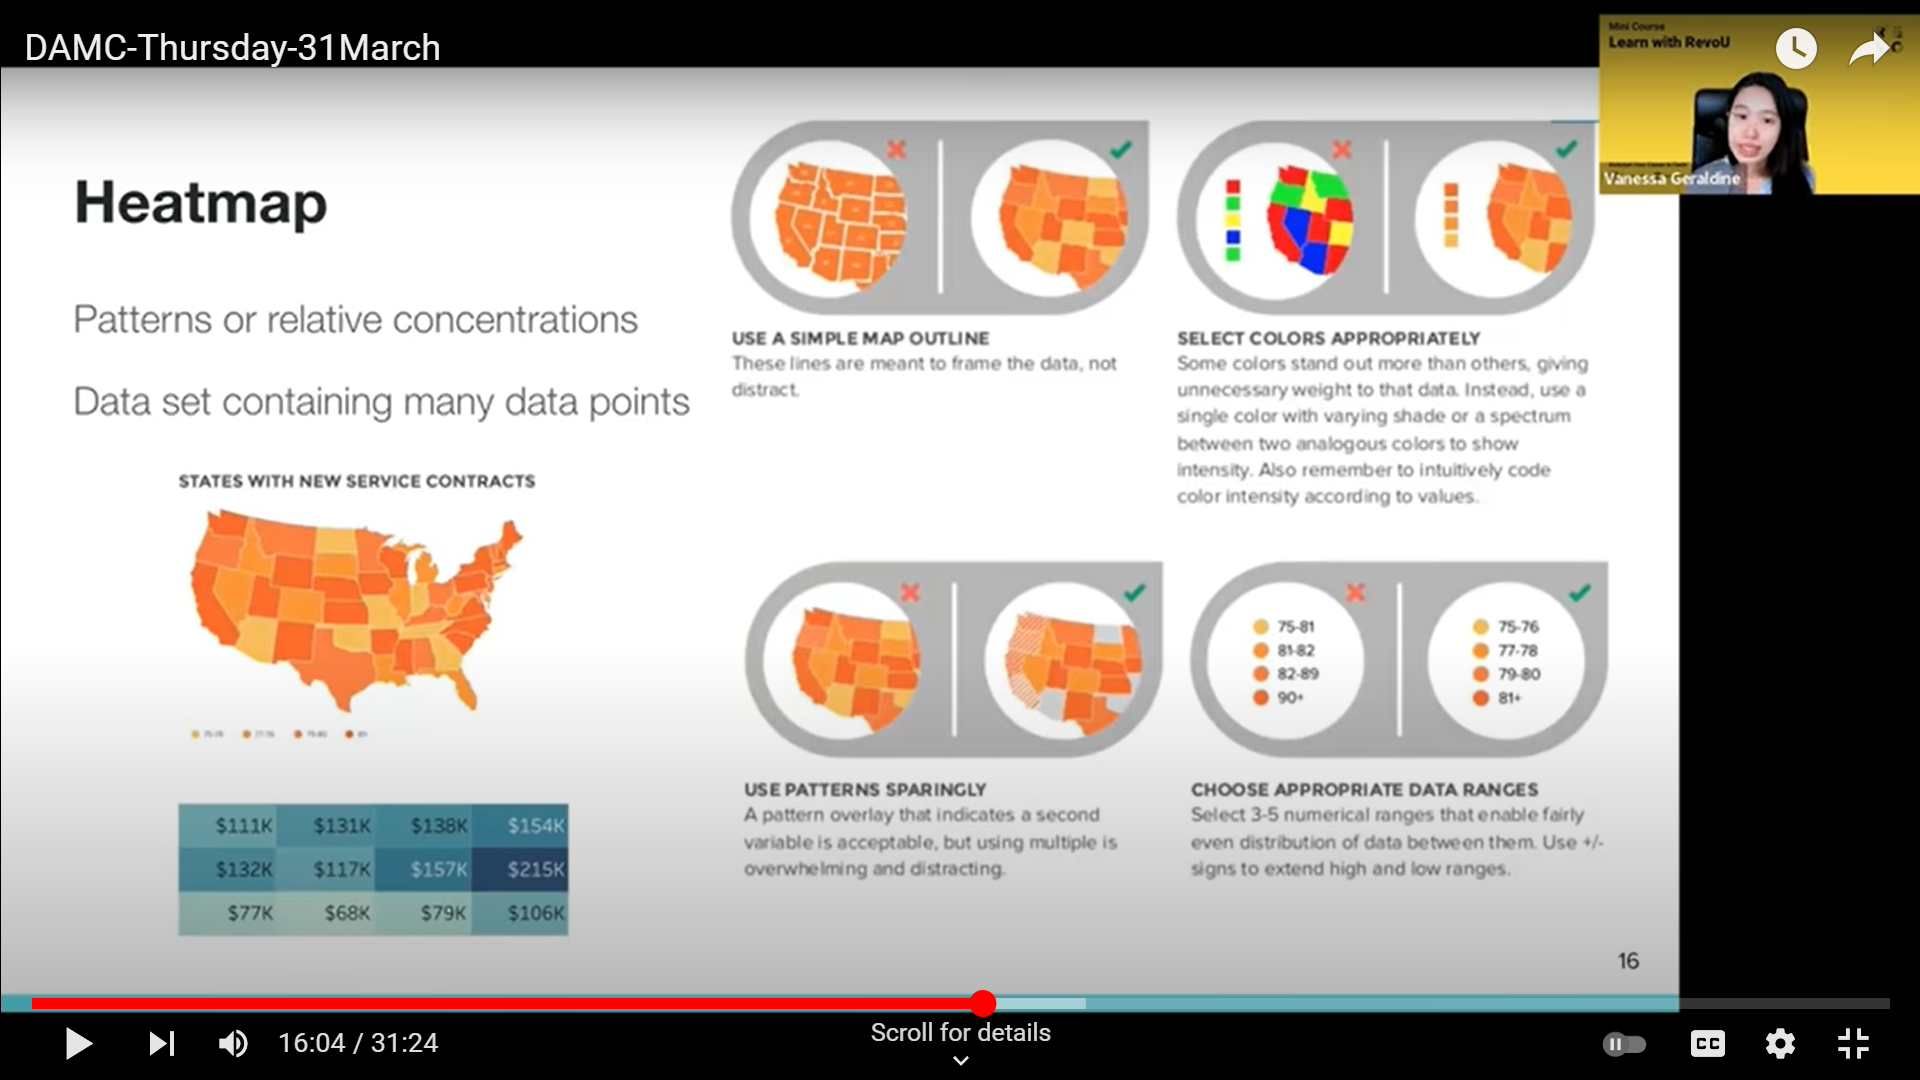 DAMC-Thursday-31March
Mini Course
Learn with RevoU
Vanessa Geraldine
Heatmap
Patterns or relative concentrations
Data set containing many data points
STATES WITH NEW SERVICE CONTRACTS
$111K $131K $138K $154K
$132K $117K $157K $215K
$77K $68K $79K $106K
USE A SIMPLE MAP OUTLINE
These lines are meant to frame the data, not
distract.
SELECT COLORS APPROPRIATELY
Some colors stand out more than others, giving
unnecessary weight to that data. Instead, use a
single color with varying shade or a spectrum
between two analogous colors to show
intensity. Also remember to intuitively code
color intensity according to values.
USE PATTERNS SPARINGLY
A pattern overlay that indicates a second
variable is acceptable, but using multiple is
overwhelming and distracting.
75-81
81-82
82-89
90+
75-76
77-78
79-80
81+
CHOOSE APPROPRIATE DATA RANGES
Select 3-5 numerical ranges that enable fairly
even distribution of data between them. Use +/-
signs to extend high and low ranges.
16
16:04 / 31:24
Scroll for details
CC